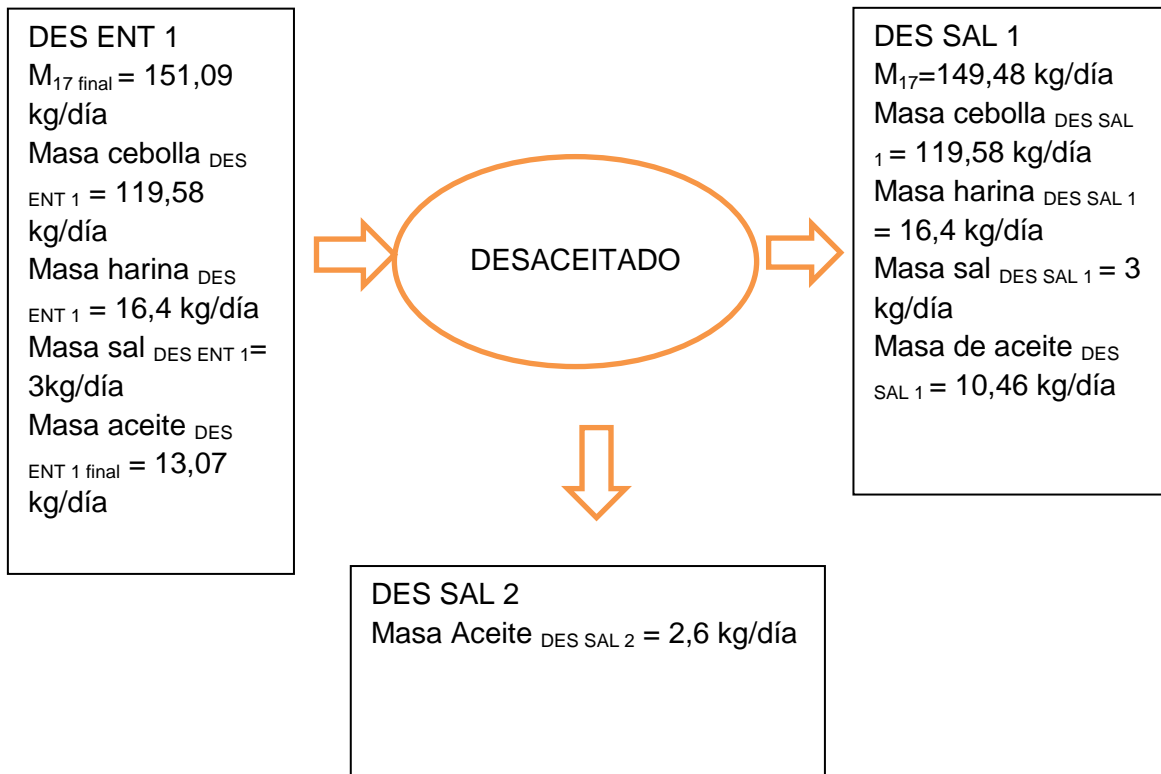 DES ENT 1
M17 final = 151,09
kg/día
Masa cebolla DES
ENT 1 = 119,58
kg/día
Masa harina DES
ENT 1 = 16,4 kg/día
Masa sal DES ENT 1=
3kg/día
Masa aceite DES
ENT 1 final = 13,07
kg/día
DESACEITADO
DES SAL 1
M17=149,48 kg/día
Masa cebolla DES SAL
1 = 119,58 kg/día
Masa harina DES SAL 1
= 16,4 kg/día
Masa sal DES SAL 1 = 3
kg/día
Masa de aceite DES
SAL 1 = 10,46 kg/día
DES SAL 2
Masa Aceite DES SAL 2 = 2,6 kg/día